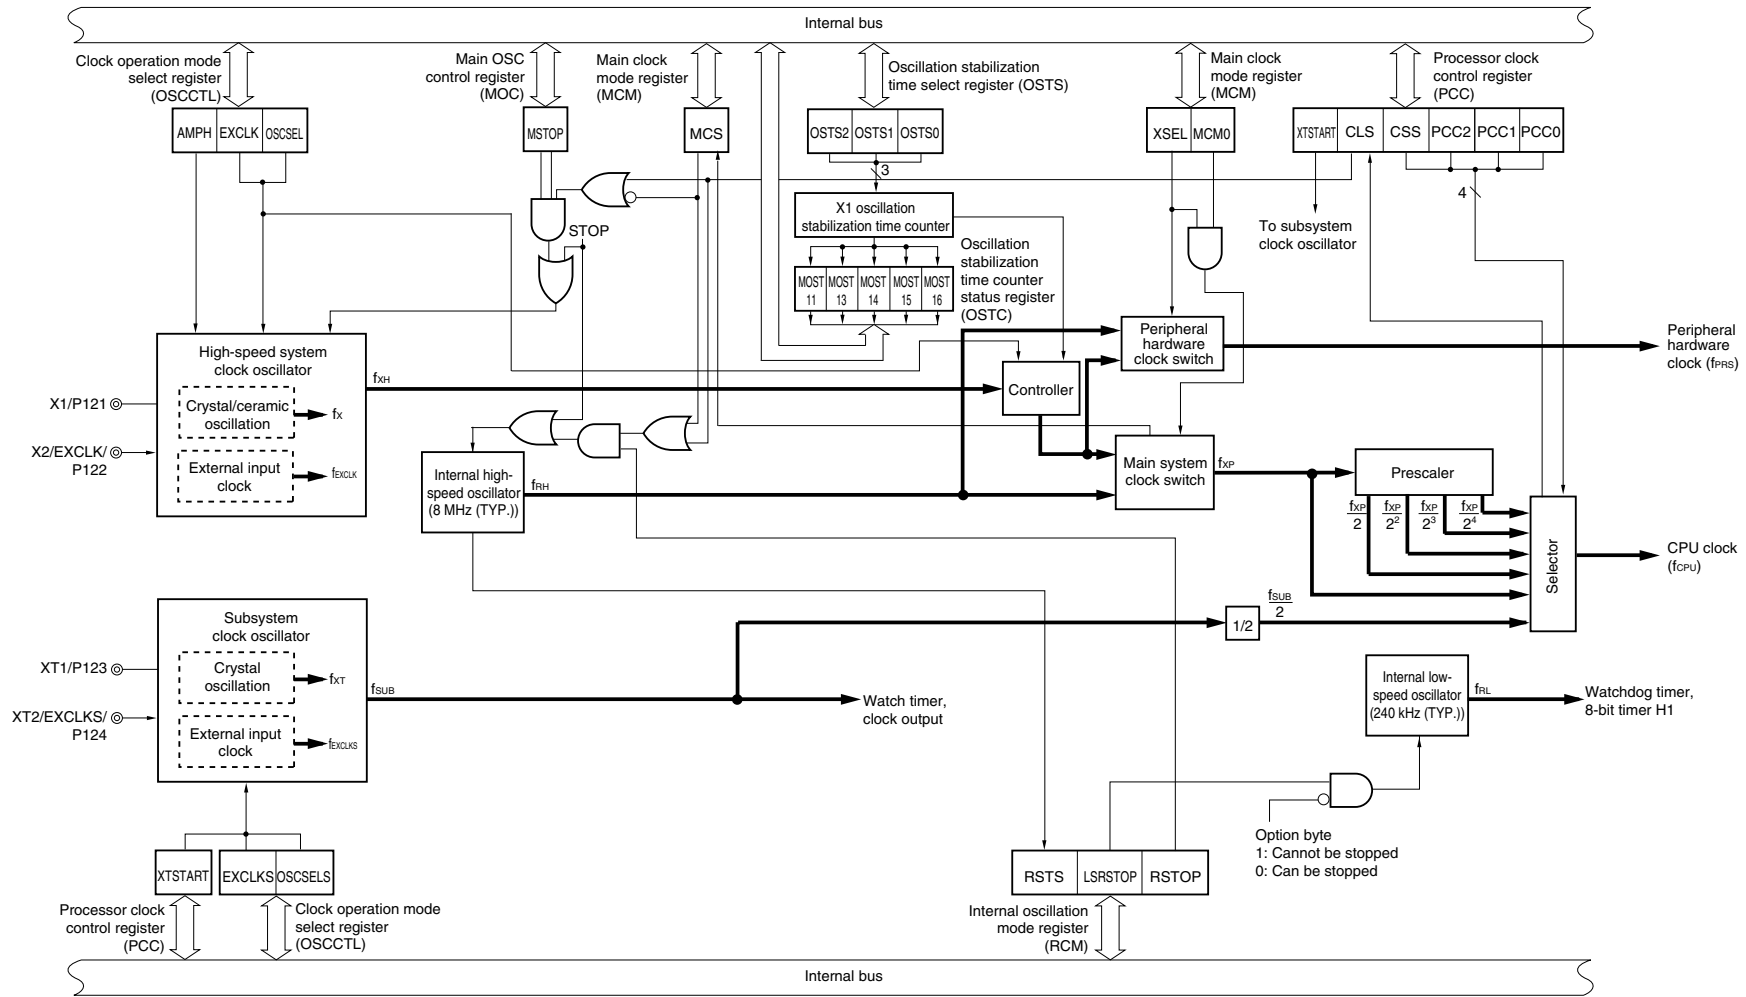 Internal bus
Clock operation mode
select register
(OSCCTL)
Main OSC
control register
(MOC)
Main clock
mode register
(MCM)
Oscillation stabilization
time select register (OSTS)
Main clock
mode register
(MCM)
Processor clock
control register
(PCC)
AMPH EXCLK OSCSEL
MSTOP
MCS
OSTS2 OSTS1 OSTS0
XSEL MCM0
XTSTART CLS CSS PCC2 PCC1 PCC0
3
4
STOP
X1 oscillation
stabilization time counter
To subsystem
clock oscillator
Oscillation
stabilization
time counter
status register
(OSTC)
MOST MOST MOST MOST MOST
11 13 14 15 16
High-speed system
clock oscillator
Crystal/ceramic
oscillation
fX
External input
clock
fEXCLK
X1/P121
X2/EXCLK/
P122
fXH
Controller
Peripheral
hardware
clock switch
Peripheral
hardware
clock (fPRS)
Internal high-
speed oscillator
(8 MHz (TYP.))
fRH
Main system
clock switch
fXP
Prescaler
fXP
2
fXP
2²
fXP
2³
fXP
2⁴
Selector
CPU clock
(fCPU)
fSUB
2
1/2
Subsystem
clock oscillator
Crystal
oscillation
fXT
External input
clock
fEXCLKS
XT1/P123
XT2/EXCLKS/
P124
fSUB
Watch timer,
clock output
Internal low-
speed oscillator
(240 kHz (TYP.))
fRL
Watchdog timer,
8-bit timer H1
Option byte
1: Cannot be stopped
0: Can be stopped
XTSTART EXCLKS OSCSELS
RSTS LSRSTOP RSTOP
Processor clock
control register
(PCC)
Clock operation mode
select register
(OSCCTL)
Internal oscillation
mode register
(RCM)
Internal bus